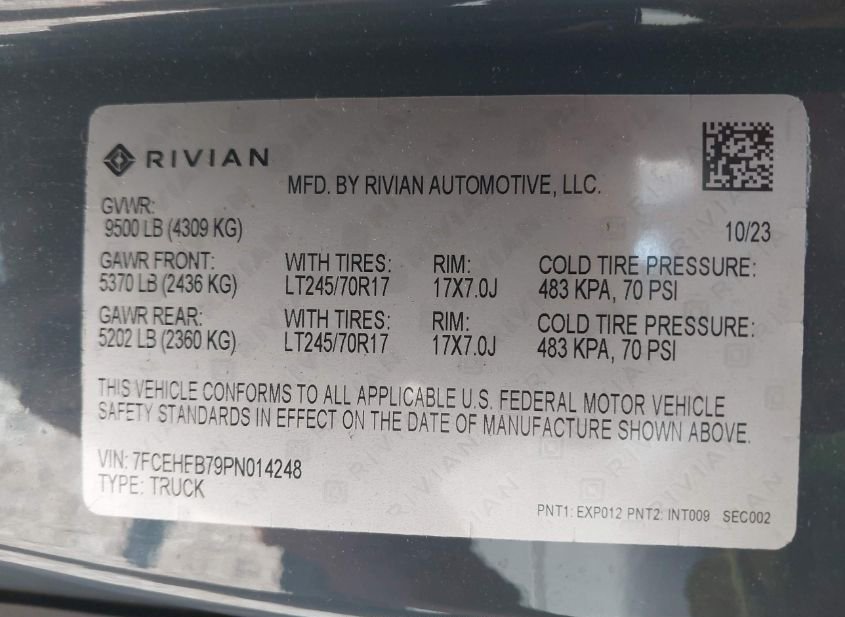 RIVIAN
MFD. BY RIVIAN AUTOMOTIVE, LLC.
GVWR:
9500 LB (4309 KG)
10/23
GAWR FRONT: WITH TIRES: RIM: COLD TIRE PRESSURE:
5370 LB (2436 KG) LT245/70R17 17X7.0J 483 KPA, 70 PSI
GAWR REAR: WITH TIRES: RIM: COLD TIRE PRESSURE:
5202 LB (2360 KG) LT245/70R17 17X7.0J 483 KPA, 70 PSI
THIS VEHICLE CONFORMS TO ALL APPLICABLE U.S. FEDERAL MOTOR VEHICLE
SAFETY STANDARDS IN EFFECT ON THE DATE OF MANUFACTURE SHOWN ABOVE.
VIN: 7FCEHFB79PN014248
TYPE: TRUCK
PNT1: EXP012 PNT2: INT009 SEC002